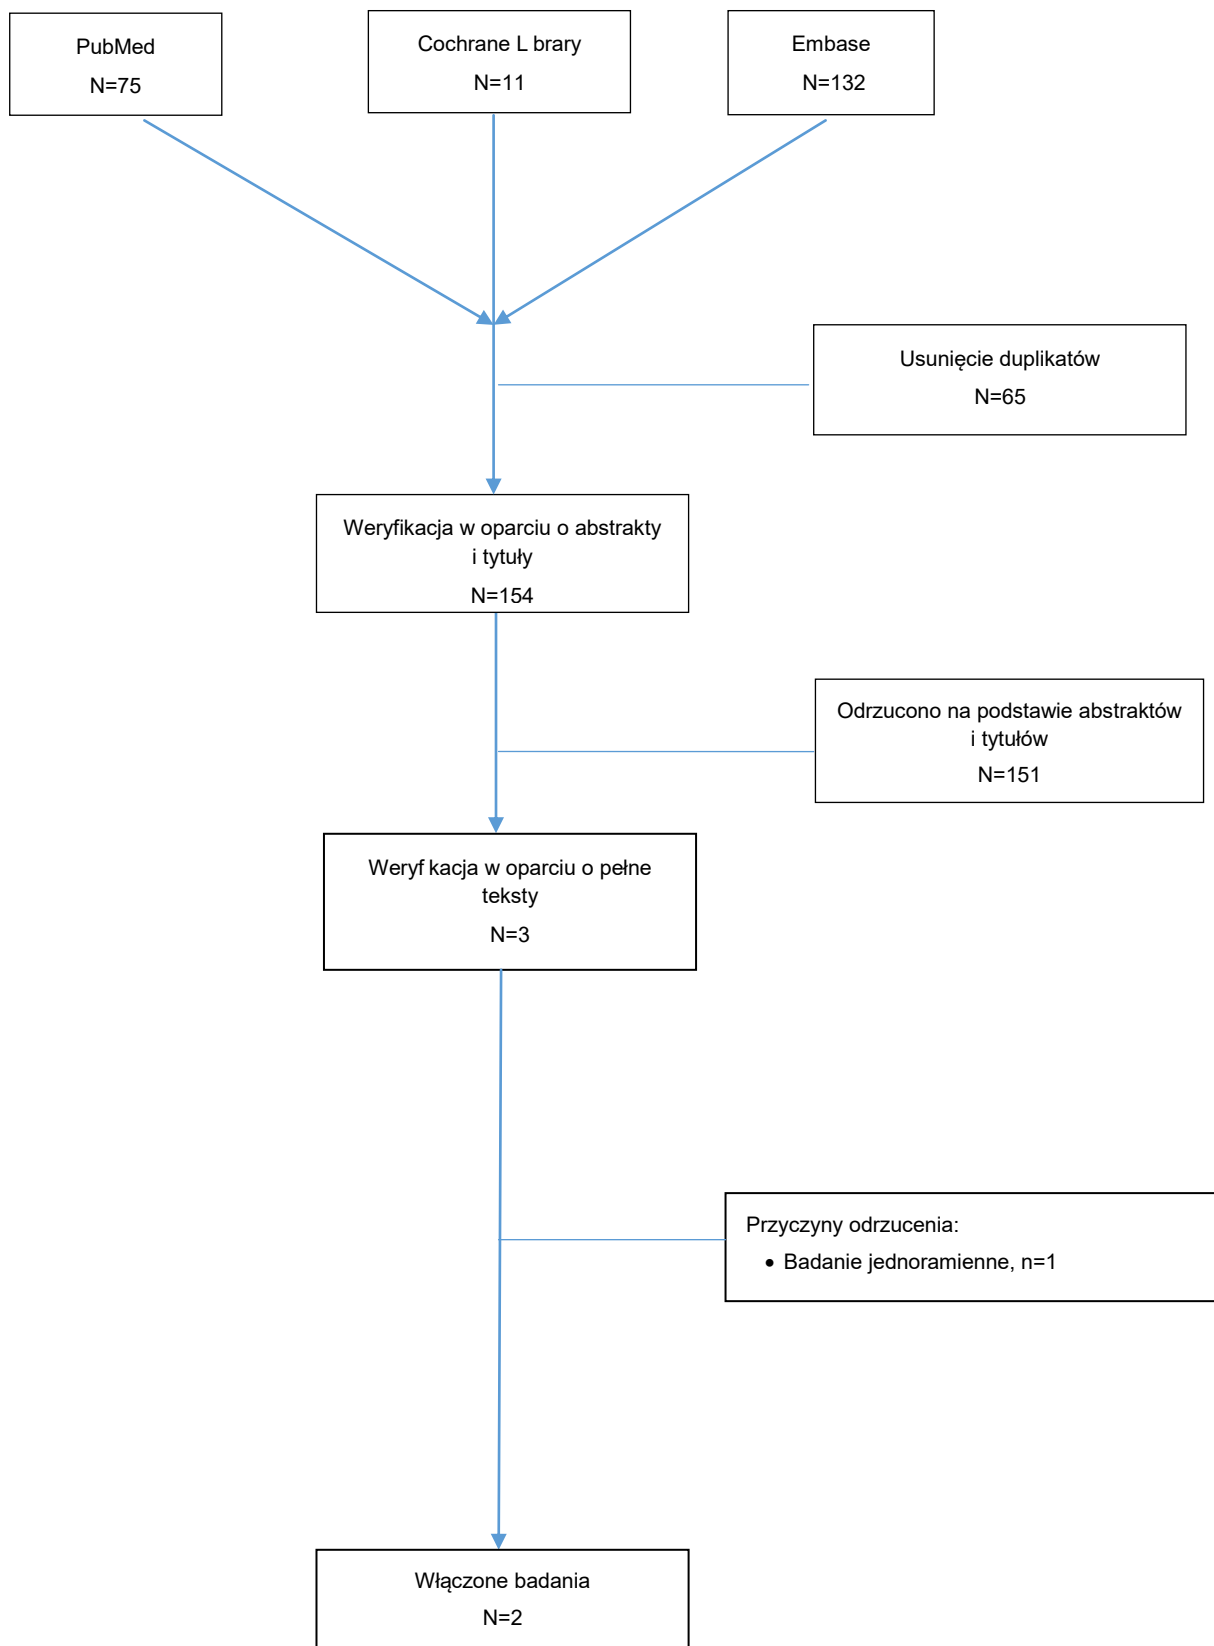 PubMed
N=75
Cochrane L brary
N=11
Embase
N=132
Usunięcie duplikatów
N=65
Weryfikacja w oparciu o abstrakty
i tytuły
N=154
Odrzucono na podstawie abstraktów
i tytułów
N=151
Weryf kacja w oparciu o pełne
teksty
N=3
Przyczyny odrzucenia:
• Badanie jednoramienne, n=1
Włączone badania
N=2